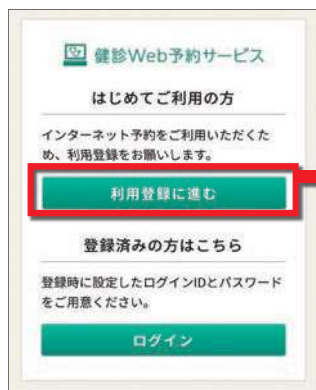 健診Web予約サービス
はじめてご利用の方
インターネット予約をご利用いただくた
め、利用登録をお願いします。
利用登録に進む
登録済みの方はこちら
登録時に設定したログインIDとパスワード
をご用意ください。
ログイン